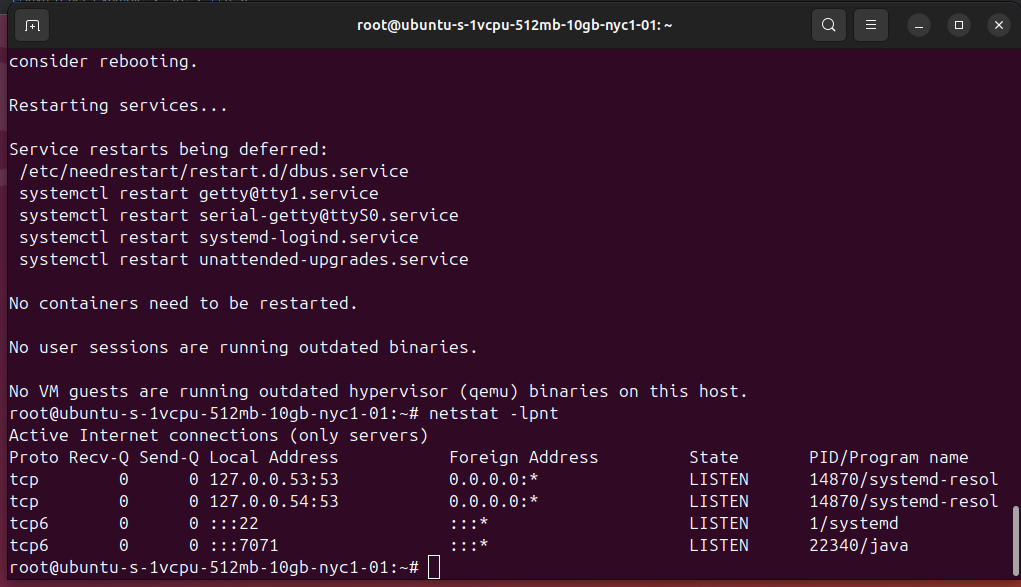 root@ubuntu-s-1vcpu-512mb-10gb-nyc1-01: ~
consider rebooting.
Restarting services...
Service restarts being deferred:
 /etc/needrestart/restart.d/dbus.service
 systemctl restart getty@tty1.service
 systemctl restart serial-getty@ttyS0.service
 systemctl restart systemd-logind.service
 systemctl restart unattended-upgrades.service
No containers need to be restarted.
No user sessions are running outdated binaries.
No VM guests are running outdated hypervisor (qemu) binaries on this host.
root@ubuntu-s-1vcpu-512mb-10gb-nyc1-01:~# netstat -lpnt
Active Internet connections (only servers)
Proto Recv-Q Send-Q Local Address           Foreign Address         State       PID/Program name
tcp        0      0 127.0.0.53:53           0.0.0.0:*               LISTEN      14870/systemd-resol
tcp        0      0 127.0.0.54:53           0.0.0.0:*               LISTEN      14870/systemd-resol
tcp6       0      0 :::22                   :::*                    LISTEN      1/systemd
tcp6       0      0 :::7071                 :::*                    LISTEN      22340/java
root@ubuntu-s-1vcpu-512mb-10gb-nyc1-01:~#